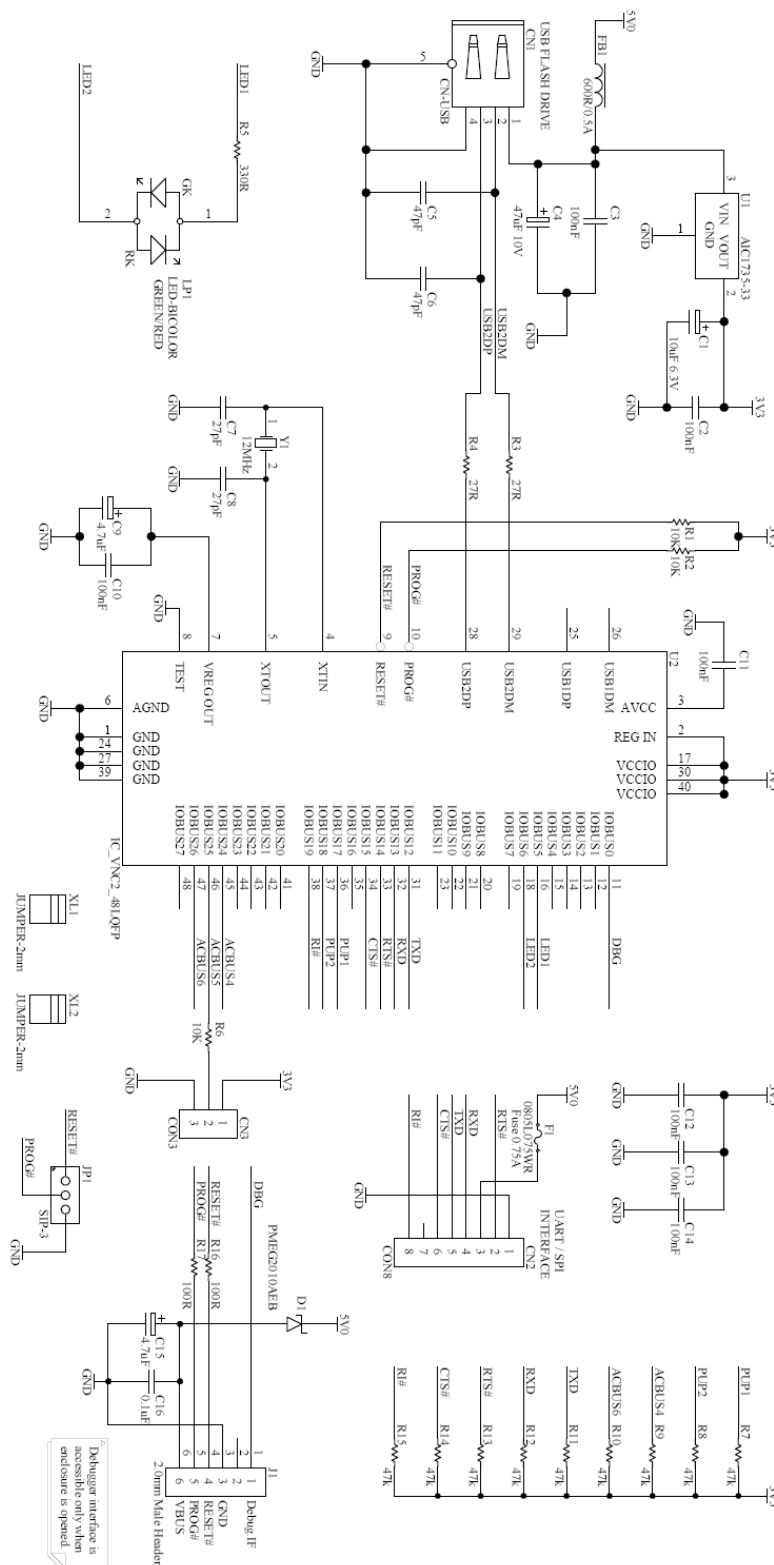 5V0
FB1
600R/0.5A
3
U1
AIC1735-33
VIN VOUT
GND
1
2
GND
C1
10uF 6.3V
GND
C2
100nF
3V3
USB FLASH DRIVE
CN1
CN-USB
1
2
3
4
5
GND
C3
100nF
C4
47uF 10V
GND
C5
47pF
C6
47pF
USB2DM
USB2DP
R3
27R
R4
27R
LED1
R5
330R
LED2
GK
1
2
RK
LP1
LED-BICOLOR
GREEN/RED
3V3
R1
10K
R2
10K
PROG#
RESET#
Y1
1
2
12MHz
C7
27pF
GND
C8
27pF
GND
C9
4.7uF
C10
100nF
GND
GND
C11
100nF
GND
U2
3V3
AVCC
3
REG IN
2
VCCIO
17
VCCIO
30
VCCIO
40
26
USB1DM
25
USB1DP
29
USB2DM
28
USB2DP
10
PROG#
9
RESET#
4
XTIN
5
XTOUT
7
VREG OUT
8
TEST
AGND
6
GND
1
GND
24
GND
27
GND
39
GND
IC_VNC2_48LQFP
IOBUS0
11
DBG
IOBUS1
12
IOBUS2
13
IOBUS3
14
IOBUS4
15
IOBUS5
16
LED1
IOBUS6
18
LED2
IOBUS7
19
IOBUS8
20
IOBUS9
21
IOBUS10
22
IOBUS11
23
IOBUS12
31
TXD
IOBUS13
32
RXD
IOBUS14
33
RTS#
IOBUS15
34
CTS#
IOBUS16
35
IOBUS17
36
PUP1
IOBUS18
37
PUP2
IOBUS19
38
RI#
IOBUS20
41
IOBUS21
42
IOBUS22
43
IOBUS23
44
IOBUS24
45
ACBUS4
IOBUS25
46
ACBUS5
IOBUS26
47
ACBUS6
IOBUS27
48
R6
10K
3V3
GND
CN3
1
2
3
CON3
XL1
JUMPER-2mm
XL2
JUMPER-2mm
RESET#
PROG#
JP1
SIP-3
GND
3V3
C12
100nF
GND
C13
100nF
GND
C14
100nF
GND
5V0
F1
0805L075WR
Fuse 0.75A
RTS#
RXD
TXD
CTS#
RI#
GND
UART / SPI
INTERFACE
CN2
1
2
3
4
5
6
7
8
CON8
DBG
RESET#
PROG#
R16
100R
R17
100R
PMEG2010AEB
D1
5V0
C15
4.7uF
C16
0.1uF
GND
J1
1
2
3
4
5
6
1
2
3
4
5
6
Debug IF
GND
RESET#
PROG#
VBUS
2.0mm Male Header
Debugger interface is
accessible only when
enclosure is opened.
3V3
PUP1
R7
47k
PUP2
R8
47k
ACBUS4
R9
47k
ACBUS6
R10
47k
TXD
R11
47k
RXD
R12
47k
RTS#
R13
47k
CTS#
R14
47k
RI#
R15
47k